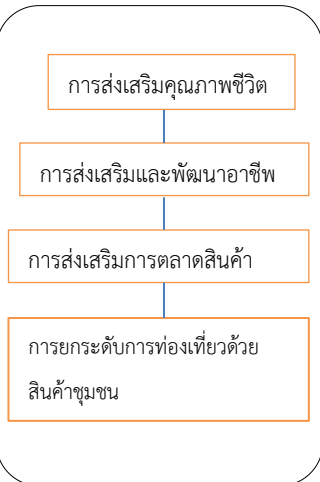 การส่งเสริมคุณภาพชีวิต
การส่งเสริมและพัฒนาอาชีพ
การส่งเสริมการตลาดสินค้า
การยกระดับการท่องเที่ยวด้วย
สินค้าชุมชน